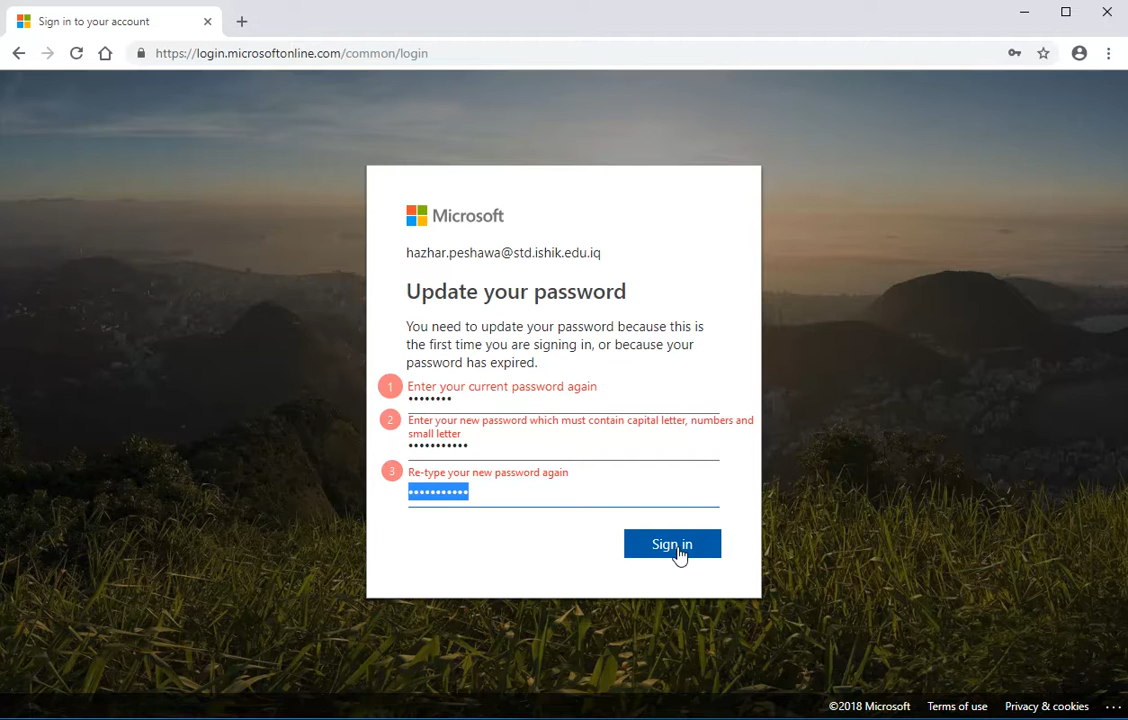 Sign in to your account
https://login.microsoftonline.com/common/login
Microsoft
hazhar.peshawa@std.ishik.edu.iq
Update your password
You need to update your password because this is
the first time you are signing in, or because your
password has expired.
1 Enter your current password again
••••••••
2 Enter your new password which must contain capital letter, numbers and
small letter
•••••••••••
3 Re-type your new password again
•••••••••••
Sign in
©2018 Microsoft Terms of use Privacy & cookies ...